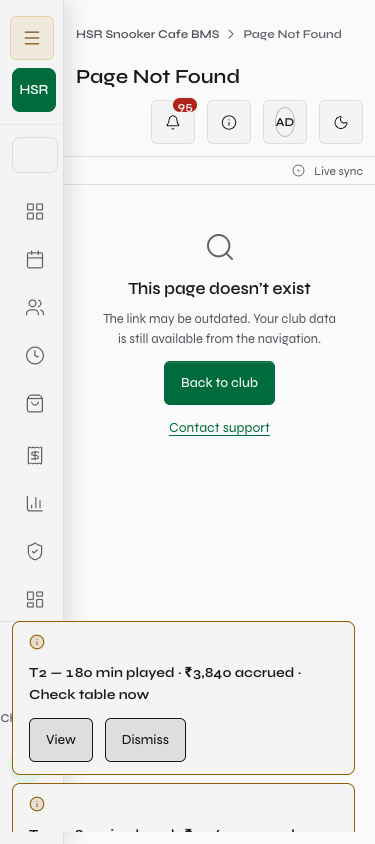 HSR Snooker Cafe BMS > Page Not Found
HSR
Page Not Found
95
AD
Live sync
This page doesn't exist
The link may be outdated. Your club data
is still available from the navigation.
Back to club
Contact support
T2 — 180 min played · ₹3,840 accrued ·
Check table now
View
Dismiss